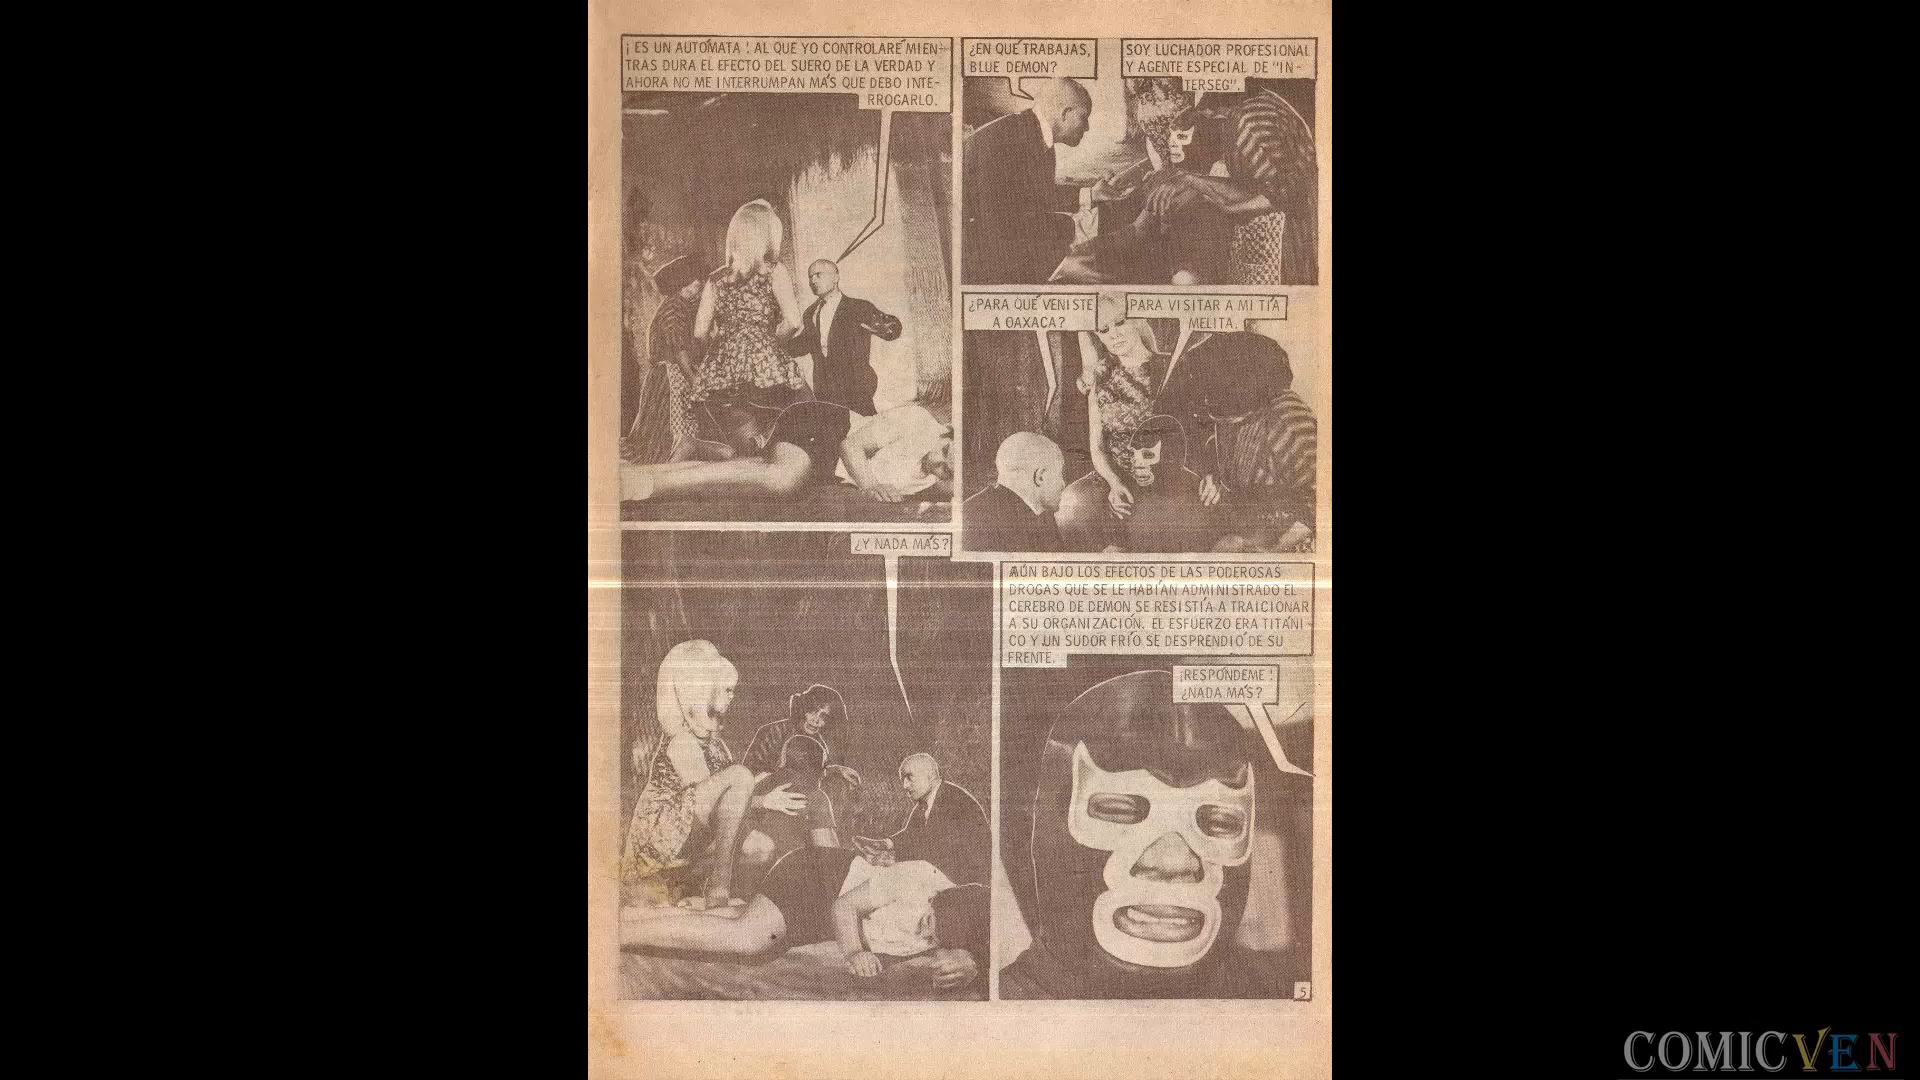 ¡ES UN AUTÓMATA! AL QUE YO CONTROLARÉ MIEN-
TRAS DURA EL EFECTO DEL SUERO DE LA VERDAD Y
AHORA NO ME INTERRUMPAN MÁS QUE DEBO INTE-
RROGARLO.
¿EN QUÉ TRABAJAS,
BLUE DEMON?
SOY LUCHADOR PROFESIONAL
Y AGENTE ESPECIAL DE "IN-
TERSEG".
¿PARA QUÉ VENISTE
A OAXACA?
PARA VISITAR A MI TÍA
MELITA.
¿Y NADA MÁS?
AÚN BAJO LOS EFECTOS DE LAS PODEROSAS
DROGAS QUE SE LE HABÍAN ADMINISTRADO EL
CEREBRO DE DEMON SE RESISTÍA A TRAICIONAR
A SU ORGANIZACIÓN. EL ESFUERZO ERA TITÁNI-
CO Y UN SUDOR FRÍO SE DESPRENDIÓ DE SU
FRENTE.
¡RESPÓNDEME!
¿NADA MÁS?
5
COMICVEN